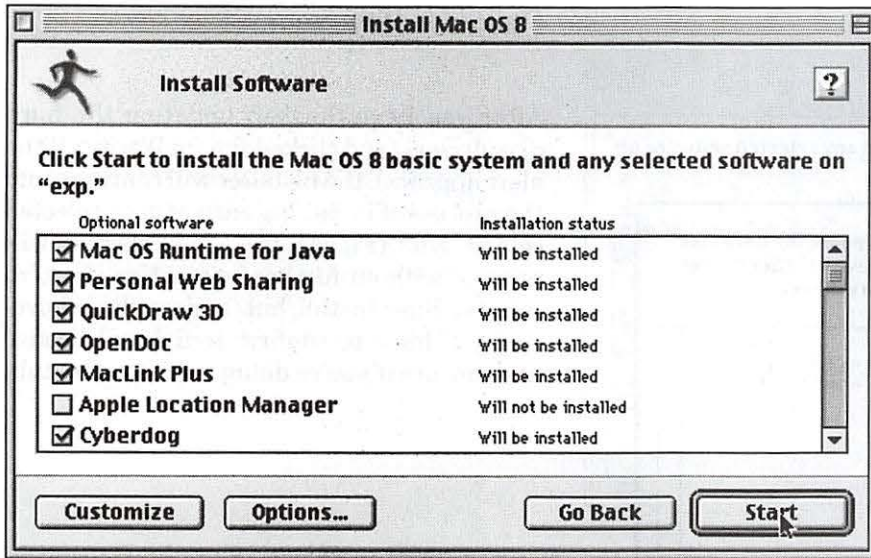 Install Mac OS 8
Install Software
?
Click Start to install the Mac OS 8 basic system and any selected software on
“exp.”
Optional software Installation status
Mac OS Runtime for Java Will be installed
Personal Web Sharing Will be installed
QuickDraw 3D Will be installed
OpenDoc Will be installed
MacLink Plus Will be installed
Apple Location Manager Will not be installed
Cyberdog Will be installed
Customize Options... Go Back Start